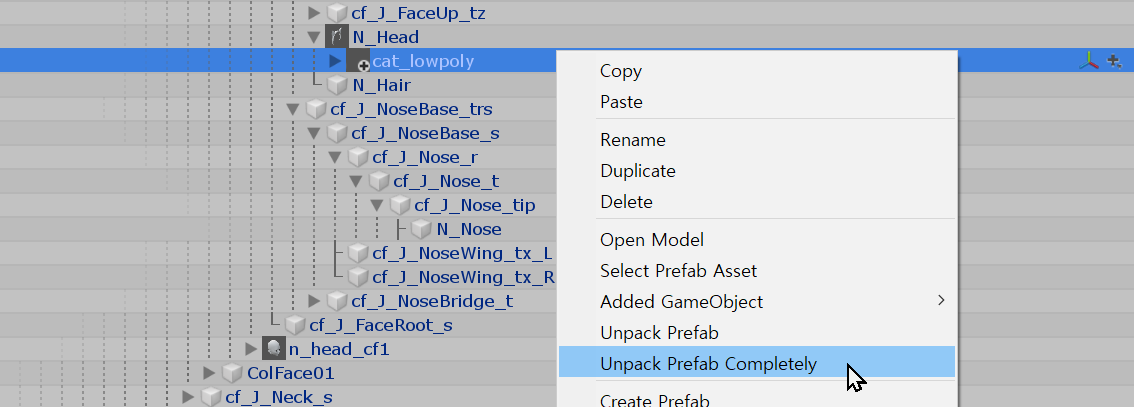 cf_J_FaceUp_tz
N_Head
cat_lowpoly
N_Hair
cf_J_NoseBase_trs
cf_J_NoseBase_s
cf_J_Nose_r
cf_J_Nose_t
cf_J_Nose_tip
N_Nose
cf_J_NoseWing_tx_L
cf_J_NoseWing_tx_R
cf_J_NoseBridge_t
cf_J_FaceRoot_s
n_head_cf1
ColFace01
cf_J_Neck_s
Copy
Paste
Rename
Duplicate
Delete
Open Model
Select Prefab Asset
Added GameObject
Unpack Prefab
Unpack Prefab Completely
Create Prefab